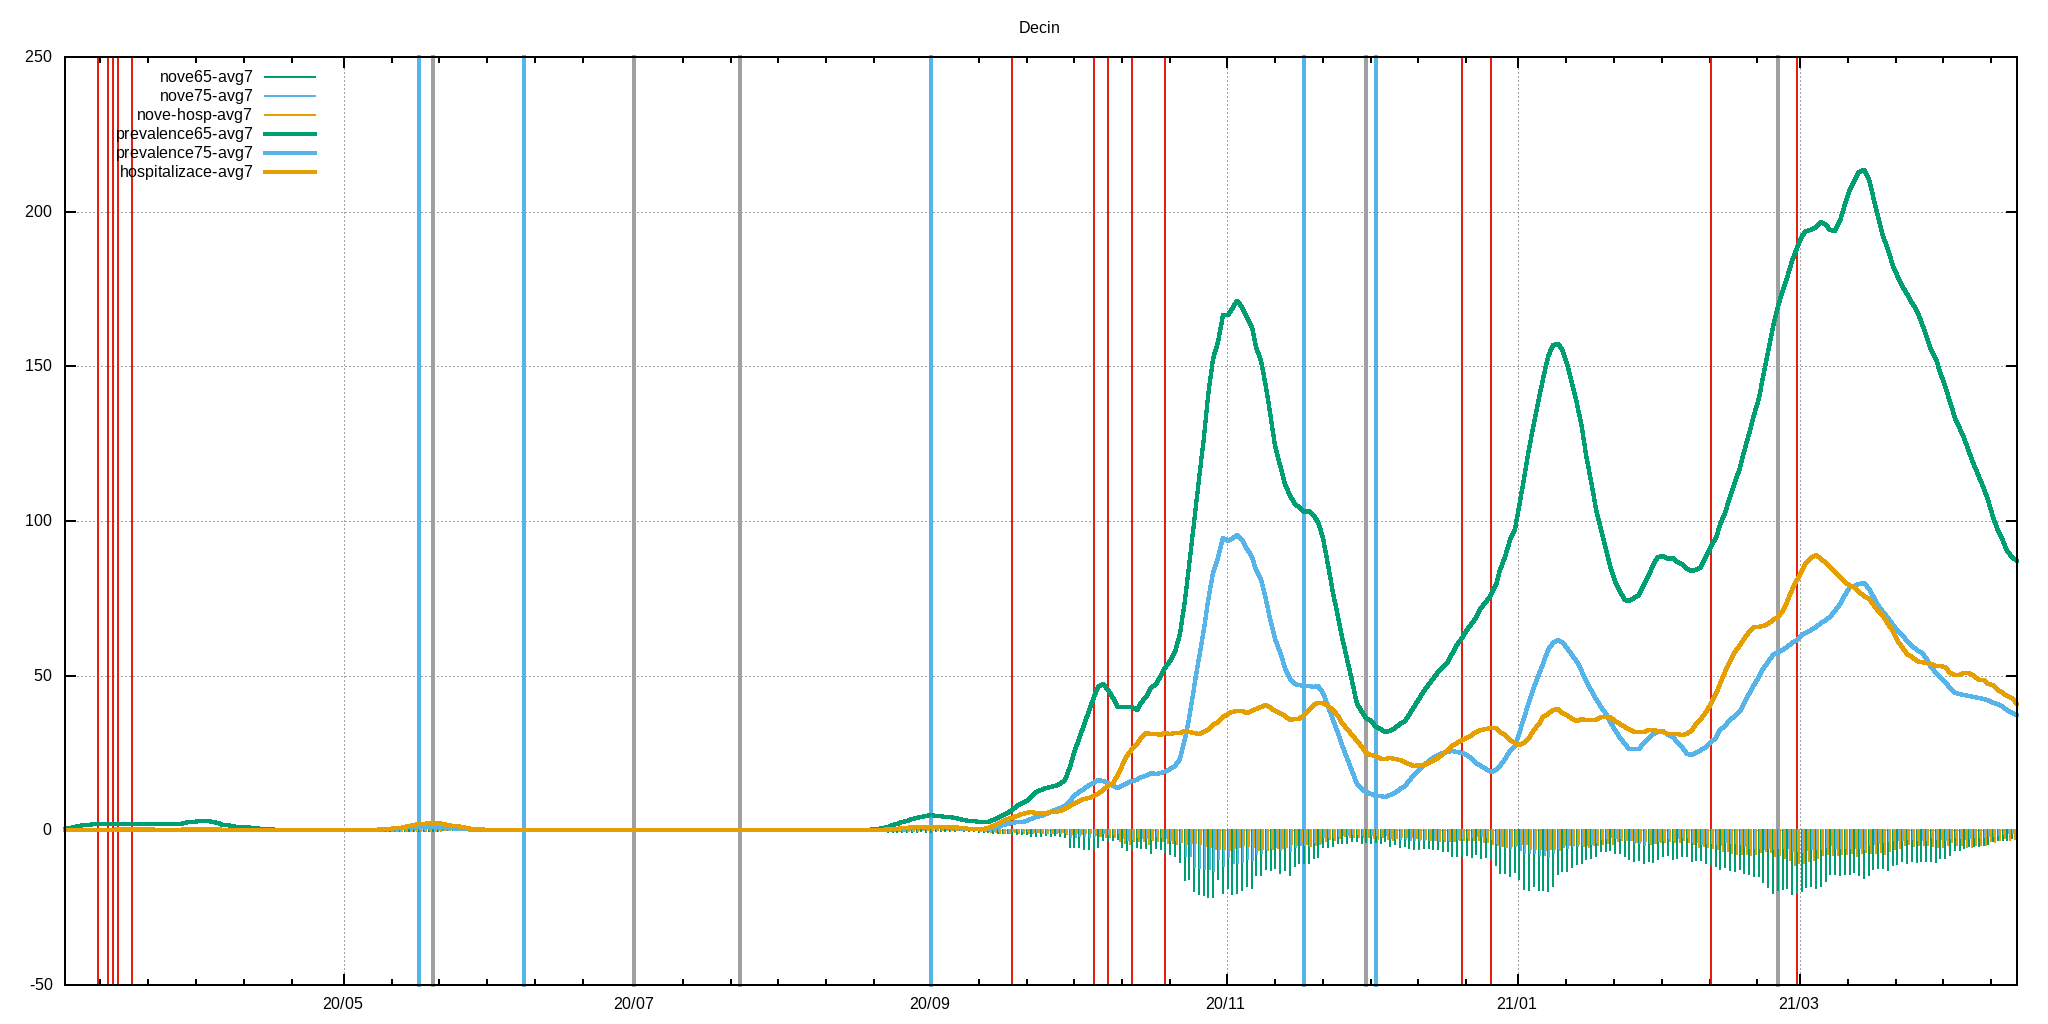 Decin
250
200
150
100
50
0
-50
nove65-avg7
nove75-avg7
nove-hosp-avg7
prevalence65-avg7
prevalence75-avg7
hospitalizace-avg7
20/05 20/07 20/09 20/11 21/01 21/03